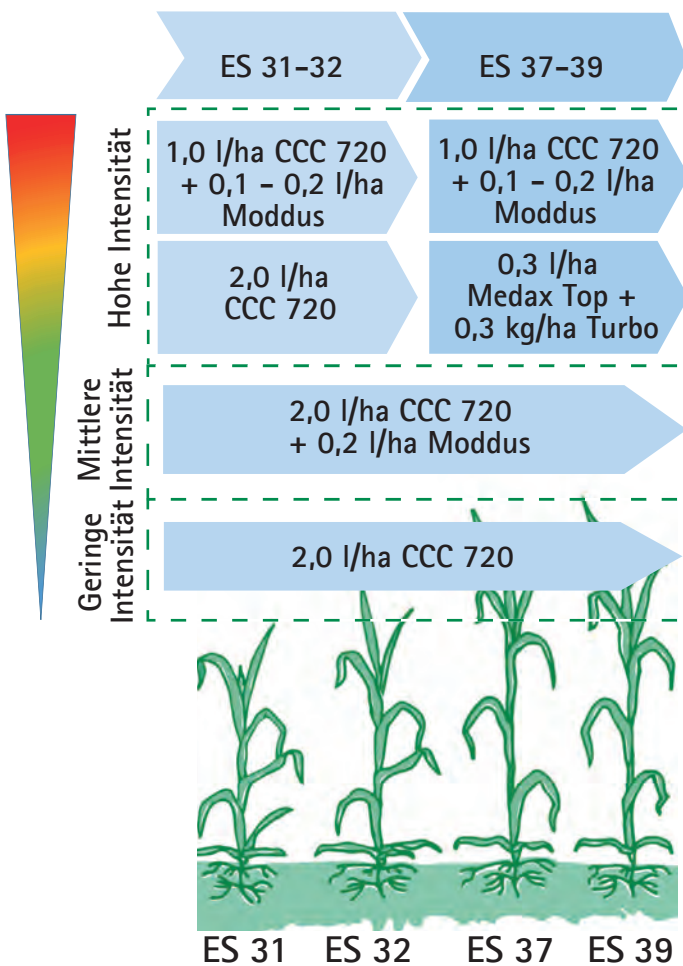 ES 31–32
ES 37–39
Hohe Intensität
1,0 l/ha CCC 720
+ 0,1 – 0,2 l/ha
Moddus
1,0 l/ha CCC 720
+ 0,1 – 0,2 l/ha
Moddus
2,0 l/ha
CCC 720
0,3 l/ha
Medax Top +
0,3 kg/ha Turbo
Mittlere
Intensität
2,0 l/ha CCC 720
+ 0,2 l/ha Moddus
Geringe
Intensität
2,0 l/ha CCC 720
ES 31
ES 32
ES 37
ES 39